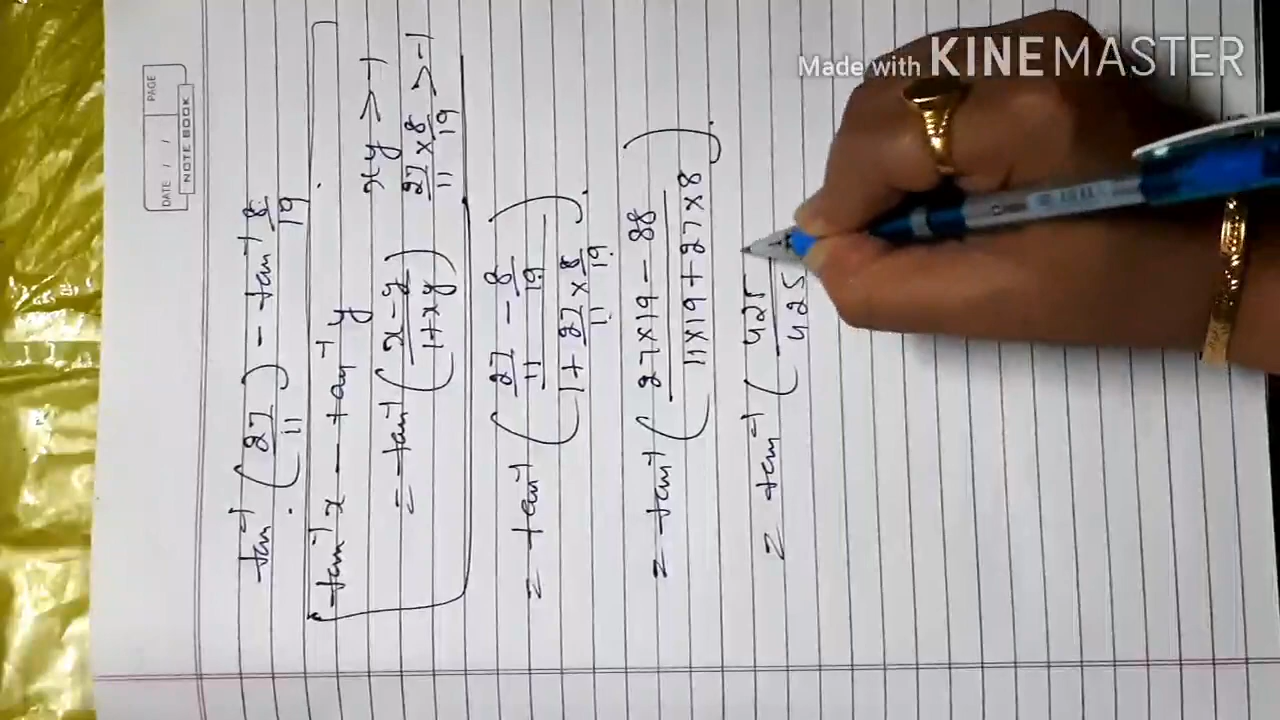 Made with KINEMASTER
PAGE
DATE / /
NOTE BOOK
tan⁻¹ (27/11) - tan⁻¹ 8/19
tan⁻¹ x - tan⁻¹ y
= tan⁻¹ (x-y/1+xy) xy > -1
27/11 × 8/19 > -1
= tan⁻¹ (27/11 - 8/19 / 1 + 27/11 × 8/19)
= tan⁻¹ (27×19 - 88 / 11×19 + 27×8)
= tan⁻¹ (425/425